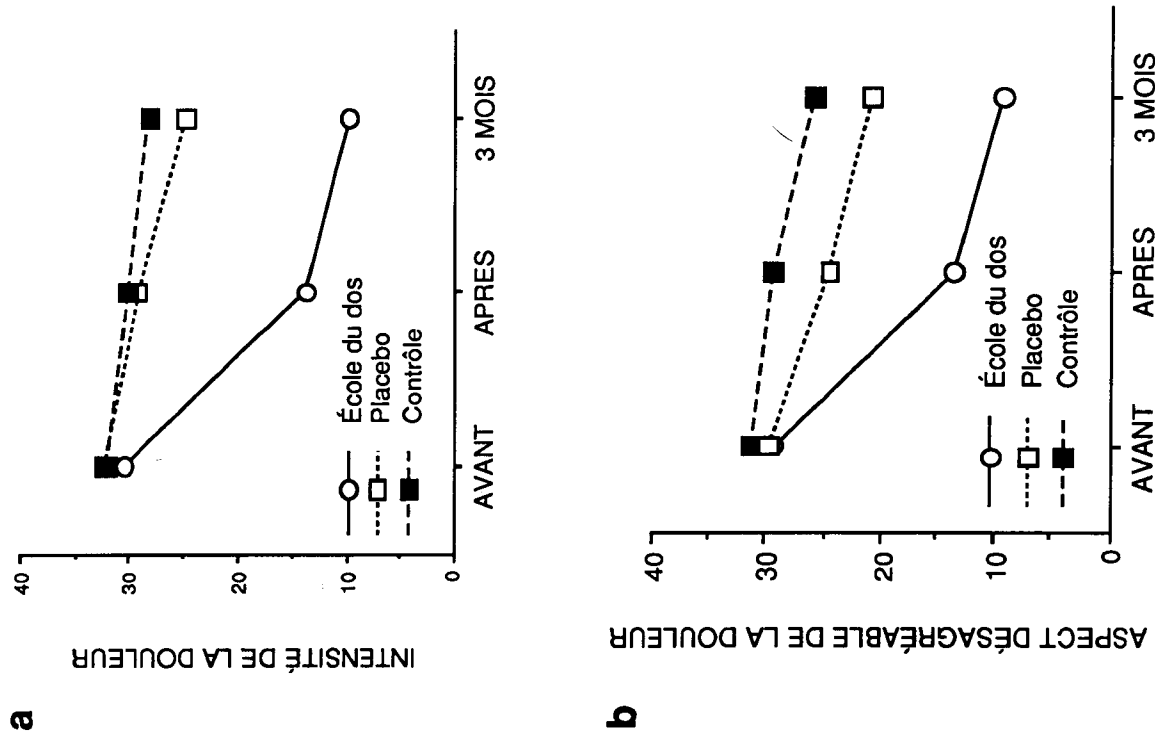 a
INTENSITÉ DE LA DOULEUR
40
30
20
10
0
École du dos
Placebo
Contrôle
AVANT
APRES
3 MOIS
b
ASPECT DÉSAGRÉABLE DE LA DOULEUR
40
30
20
10
0
École du dos
Placebo
Contrôle
AVANT
APRES
3 MOIS